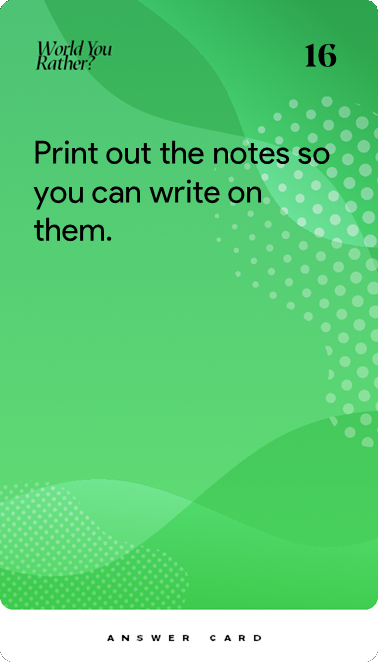 World You
Rather?
16
Print out the notes so
you can write on
them.
ANSWER CARD